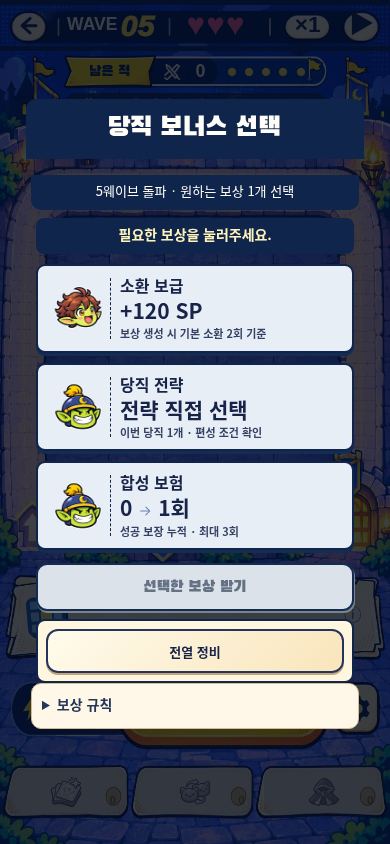 WAVE 05
×1
남은 적
0
당직 보너스 선택
5웨이브 돌파 · 원하는 보상 1개 선택
필요한 보상을 눌러주세요.
소환 보급
+120 SP
보상 생성 시 기본 소환 2회 기준
당직 전략
전략 직접 선택
이번 당직 1개 · 편성 조건 확인
합성 보험
0 → 1회
성공 보장 누적 · 최대 3회
선택한 보상 받기
전열 정비
▶ 보상 규칙